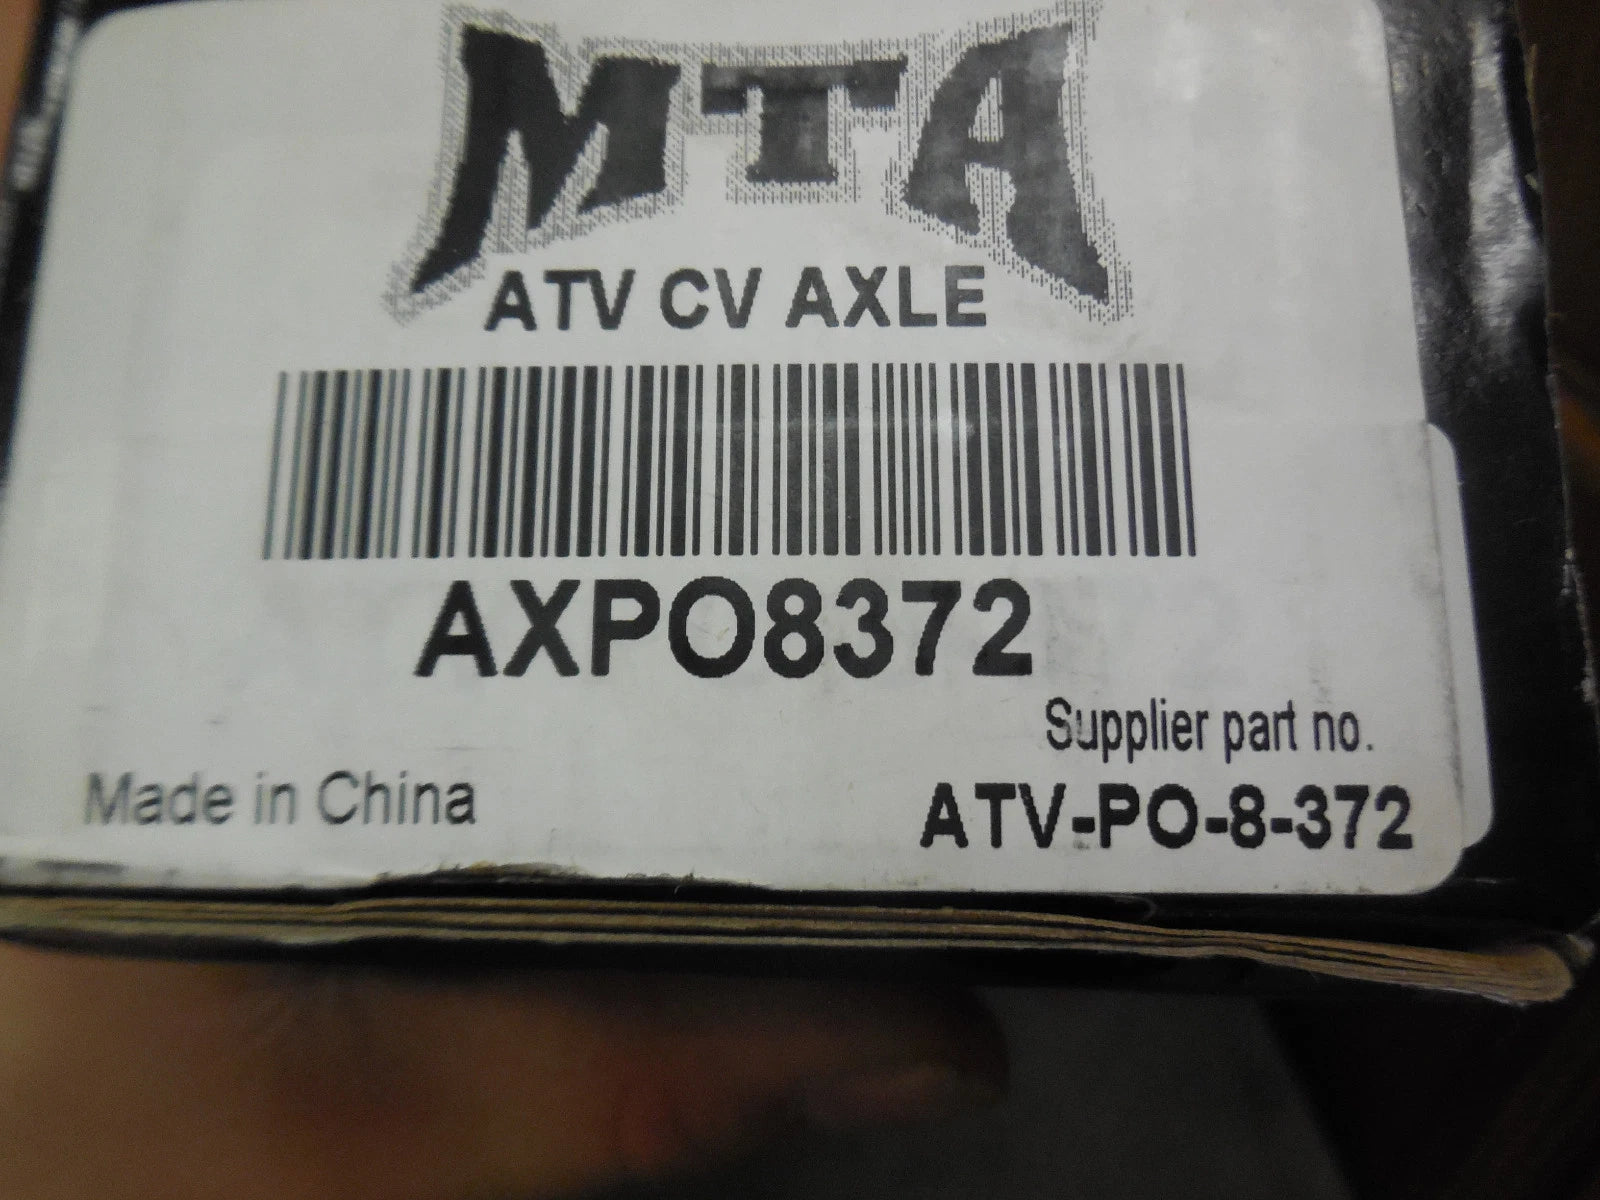 MTA
ATV CV AXLE
AXPO8372
Supplier part no.
Made in China
ATV-PO-8-372